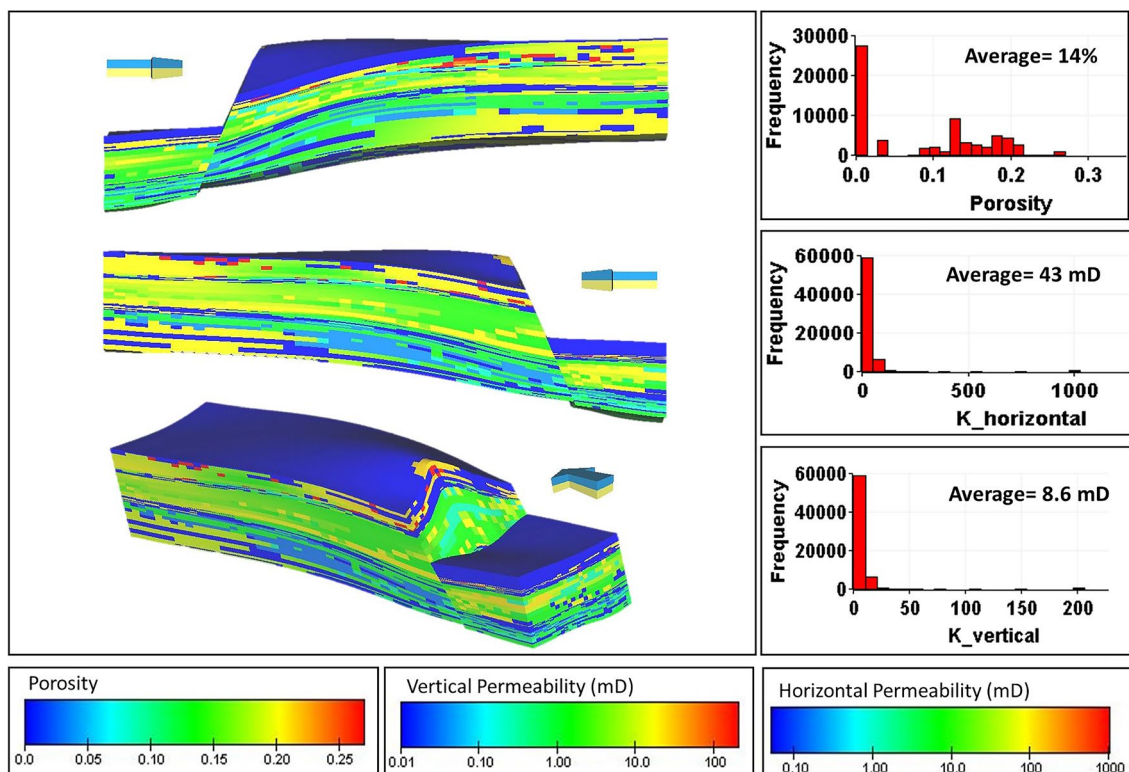 30000
20000
10000
0
Frequency
Average= 14%
0.0 0.1 0.2 0.3
Porosity
60000
40000
20000
0
Frequency
Average= 43 mD
0 500 1000
K_horizontal
60000
40000
20000
0
Frequency
Average= 8.6 mD
0 50 100 150 200
K_vertical
Porosity
0.0 0.05 0.10 0.15 0.20 0.25
Vertical Permeability (mD)
0.01 0.10 1.00 10.0 100
Horizontal Permeability (mD)
0.10 1.00 10.0 100 1000